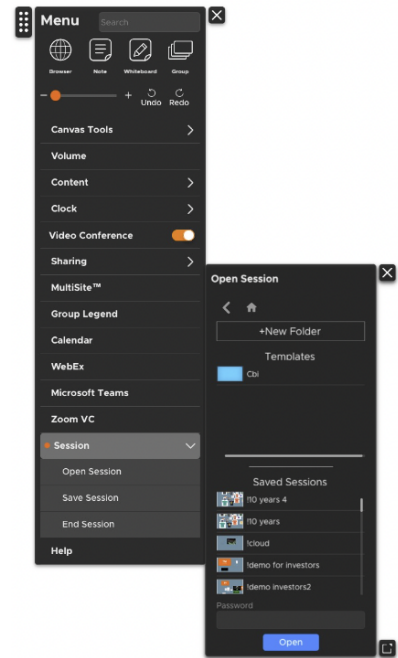 Menu
Search
Browser Note Whiteboard Group
- + Undo Redo
Canvas Tools
Volume
Content
Clock
Video Conference
Sharing
MultiSite™
Group Legend
Calendar
WebEx
Microsoft Teams
Zoom VC
Session
Open Session
Save Session
End Session
Help
Open Session
+New Folder
Templates
Cbi
Saved Sessions
!10 years 4
!10 years
!cloud
!demo for investors
!demo investors2
Password
Open